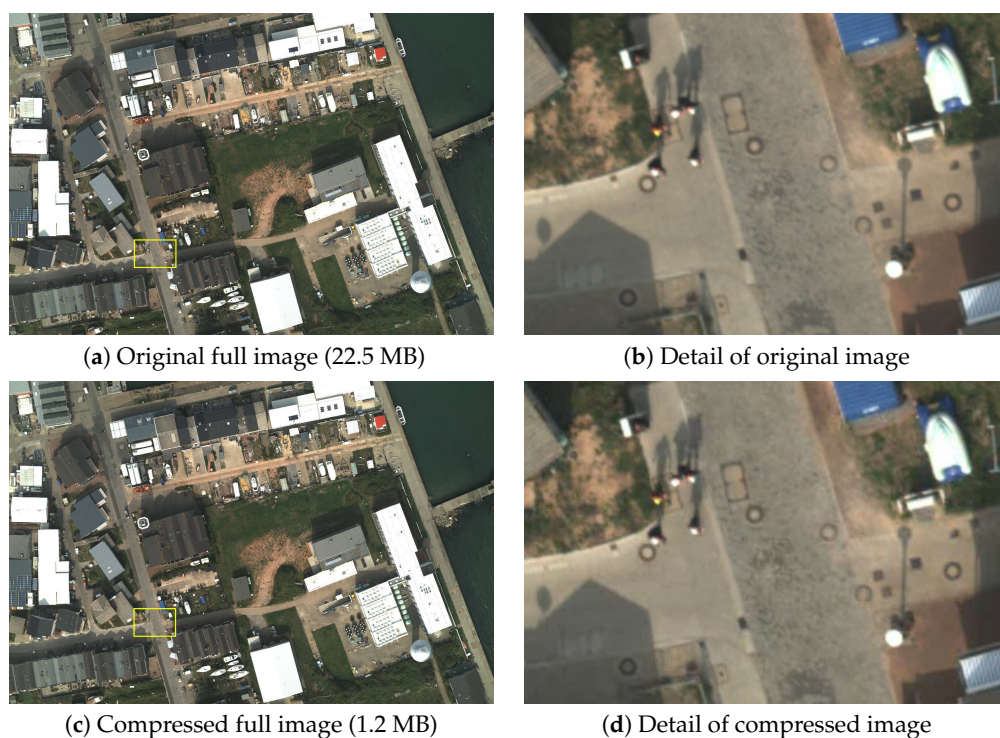 (a) Original full image (22.5 MB)
(b) Detail of original image
(c) Compressed full image (1.2 MB)
(d) Detail of compressed image